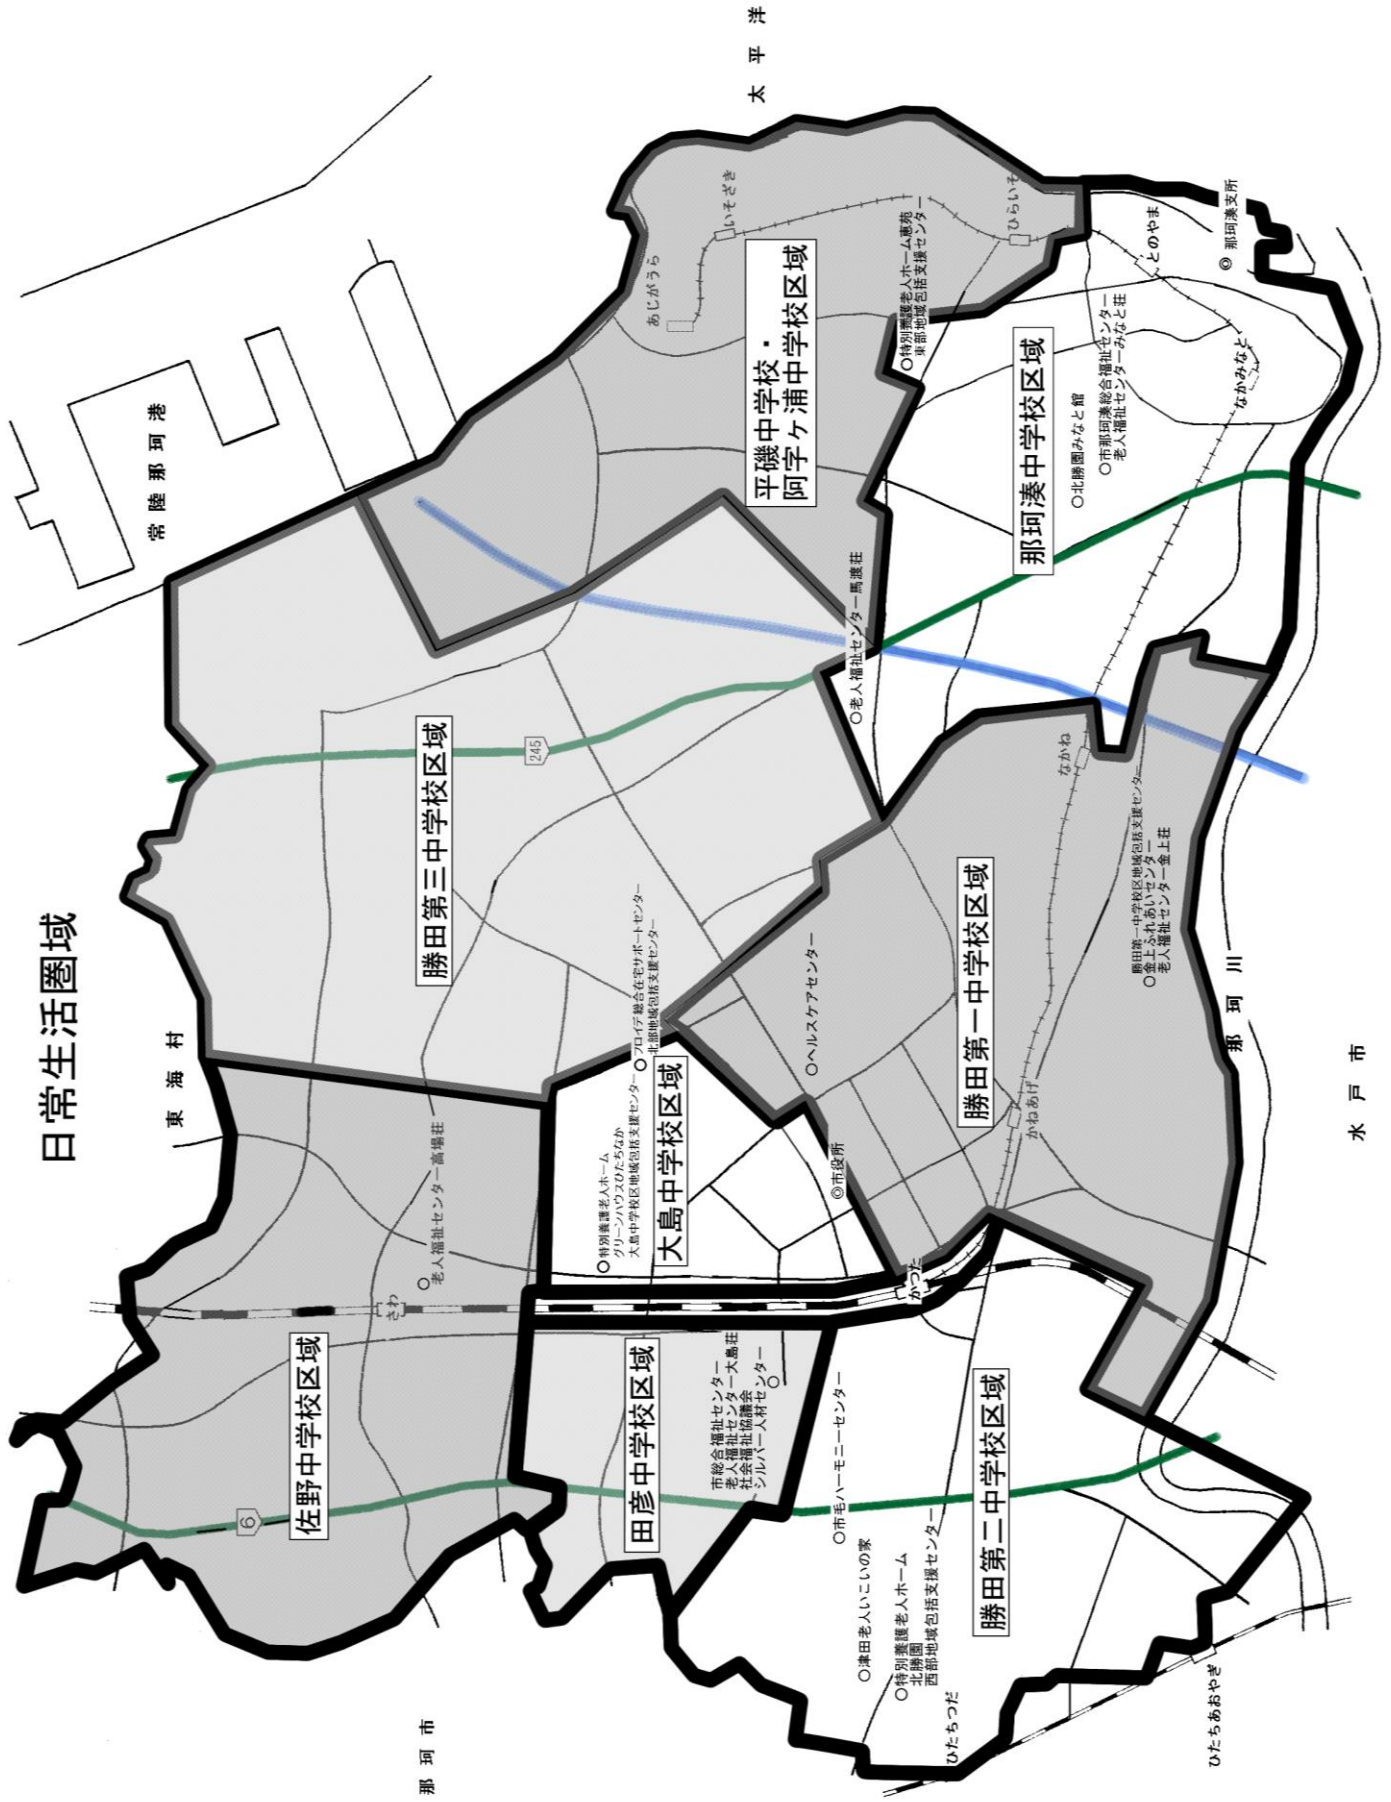 日常生活圏域
太平洋
常陸那珂港
東海村
那珂市
那珂川
水戸市
佐野中学校区域
田彦中学校区域
大島中学校区域
勝田第三中学校区域
勝田第一中学校区域
勝田第二中学校区域
平磯中学校・
阿字ヶ浦中学校区域
那珂湊中学校区域
6
245
さわ
かつた
かねあげ
なかね
なかみなと
とのやま
ひらいそ
いそざき
あじがうら
ひたちつだ
ひたちあおやぎ
○老人福祉センター高場荘
○特別養護老人ホーム
グリーンハウスひたちなか
大島中学校区地域包括支援センター
○フロイデ総合在宅サポートセンター
北部地域包括支援センター
市総合福祉センター
老人福祉センター大島荘
社会福祉協議会
シルバー人材センター
○
○市毛ハーモニーセンター
○津田老人いこいの家
○特別養護老人ホーム
北勝園
西部地域包括支援センター
◎市役所
○ヘルスケアセンター
勝田第一中学校区地域包括支援センター
○金上ふれあいセンター
老人福祉センター金上荘
○老人福祉センター馬渡荘
○特別養護老人ホーム恵苑
東部地域包括支援センター
○北勝園みなと館
○市那珂湊総合福祉センター
老人福祉センターみなと荘
◎那珂湊支所